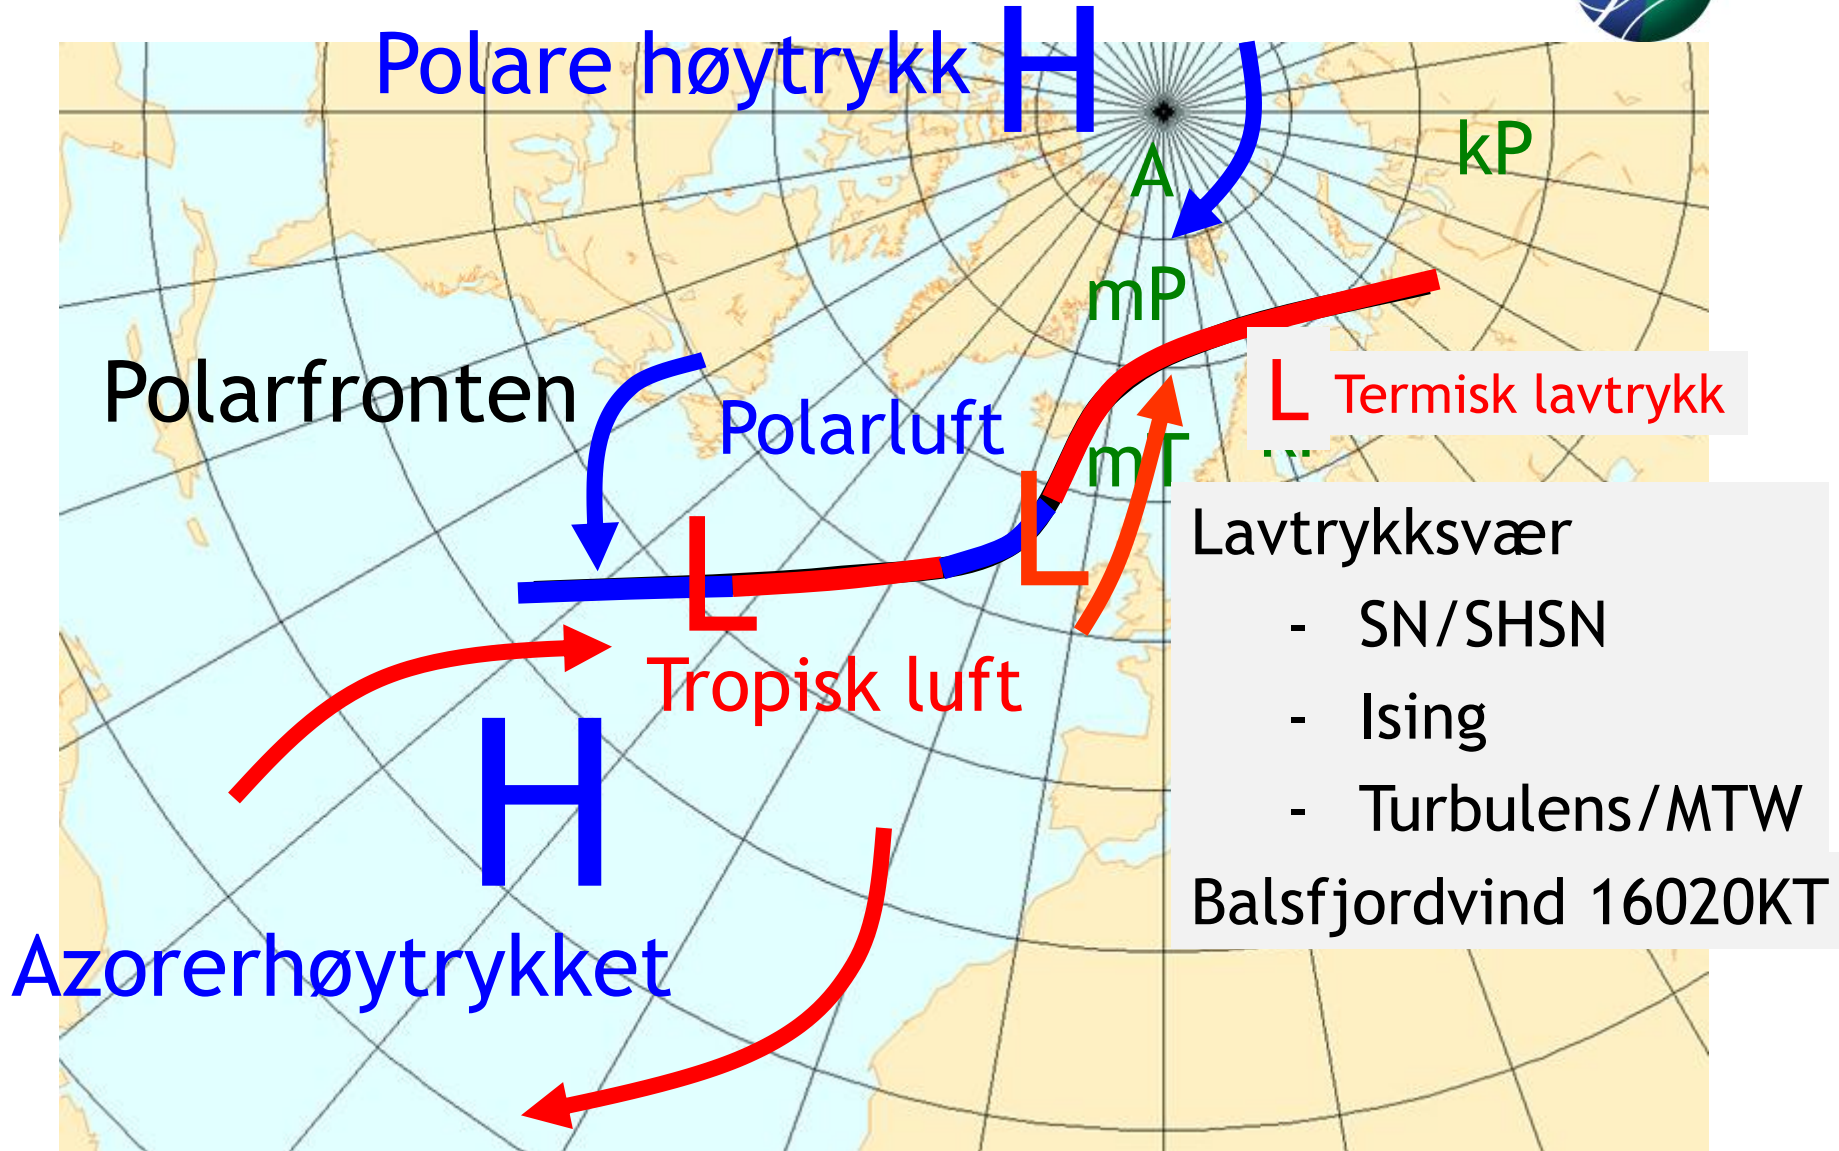 Polare høytrykk H
A
kP
mP
Polarfronten
Polarluft
L Termisk lavtrykk
mT
L
L
Lavtrykksvær
- SN/SHSN
- Ising
- Turbulens/MTW
Balsfjordvind 16020KT
Tropisk luft
H
Azorerhøytrykket